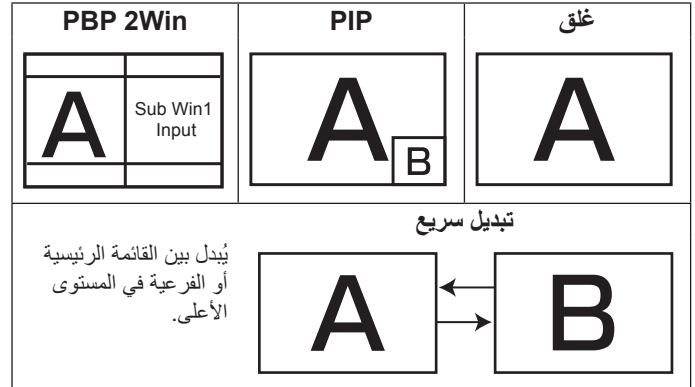 غلق
PIP
PBP 2Win
A
A
B
A
Sub Win1
Input
تبديل سريع
يُبدل بين القائمة الرئيسية
أو الفرعية في المستوى
الأعلى.
A
B